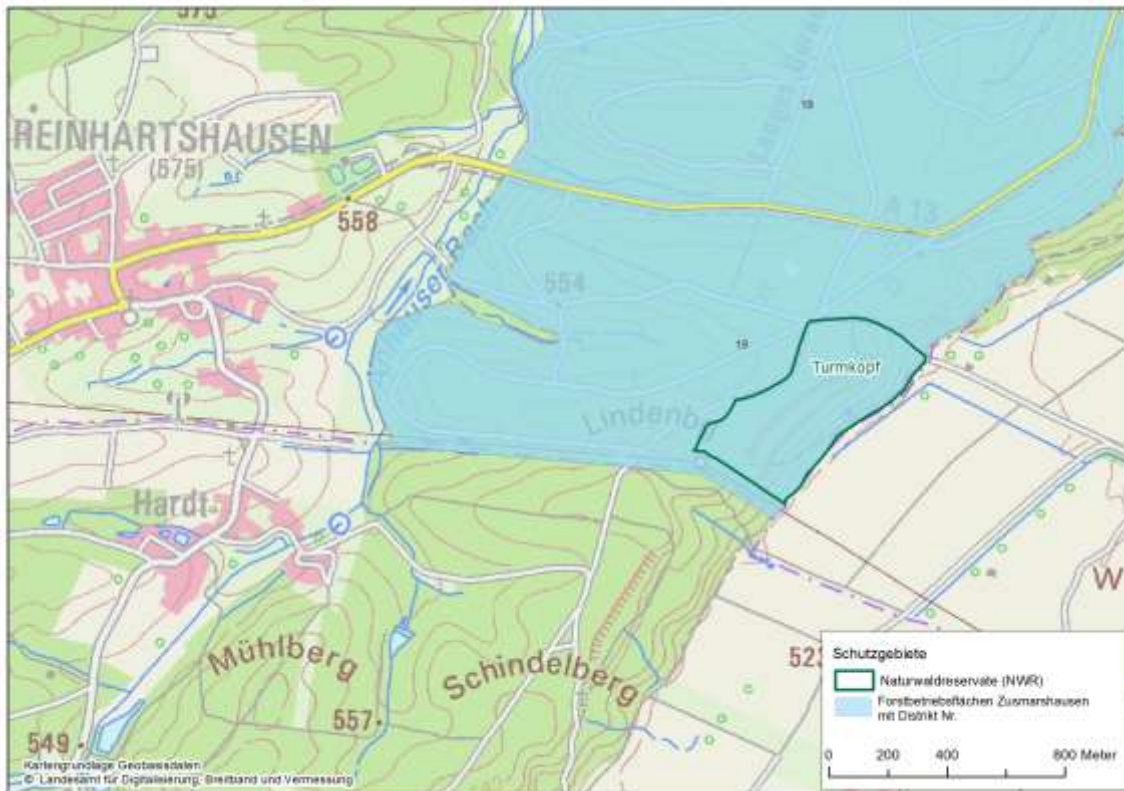 575
REINHARTSHAUSEN
(575)
19
A 13
558
554
19
Turmkopf
Lindenb
Hardt
Mühlberg
Schindelberg
W
523
557
549
Schutzgebiete
Naturwaldreservate (NWR)
Forstbetriebsflächen Zusmarshausen
mit Distrikt Nr.
0 200 400 800 Meter
Kartengrundlage Geobasisdaten
© Landesamt für Digitalisierung, Breitband und Vermessung